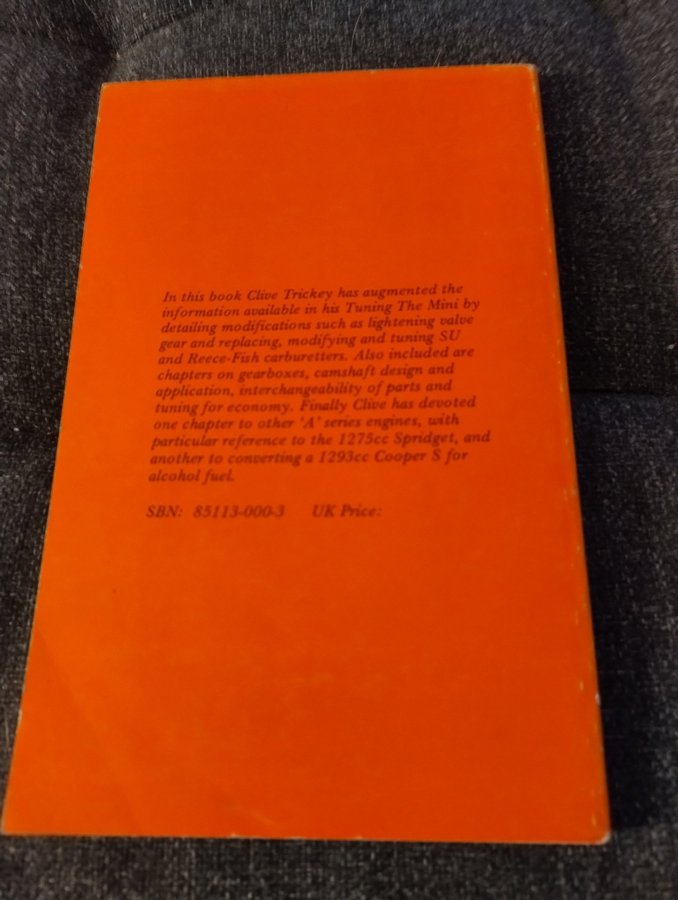 In this book Clive Trickey has augmented the
information available in his Tuning The Mini by
detailing modifications such as lightening valve
gear and replacing, modifying and tuning SU
and Reece-Fish carburetters. Also included are
chapters on gearboxes, camshaft design and
application, interchangeability of parts and
tuning for economy. Finally Clive has devoted
one chapter to other 'A' series engines, with
particular reference to the 1275cc Spridget, and
another to converting a 1293cc Cooper S for
alcohol fuel.
SBN: 85113-000-3 UK Price: